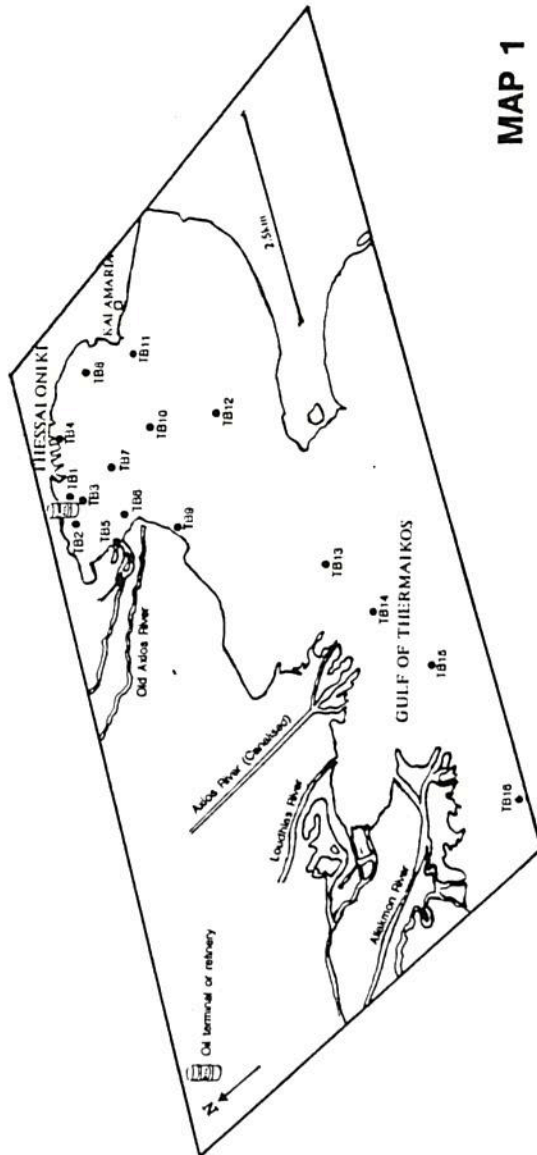 MAP 1
THESSALONIKI
KALAMARIA
TB1
TB2
TB3
TB4
TB5
TB6
TB7
TB8
TB9
TB10
TB11
TB12
TB13
TB14
TB15
TB16
Old Axios River
Axios River (Canalised)
Loudhias River
Aliakmon River
GULF OF THERMAIKOS
Oil terminal or refinery
N